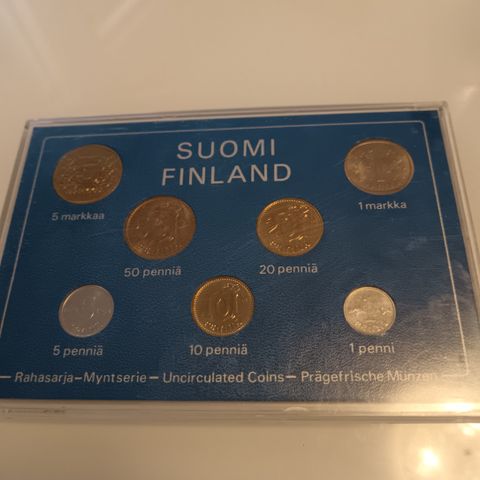 SUOMI
FINLAND
5 markkaa
1 markka
50 penniä
20 penniä
10
5 penniä
10 penniä
1 penni
— Rahasarja — Myntserie — Uncirculated Coins — Prägefrische Münzen